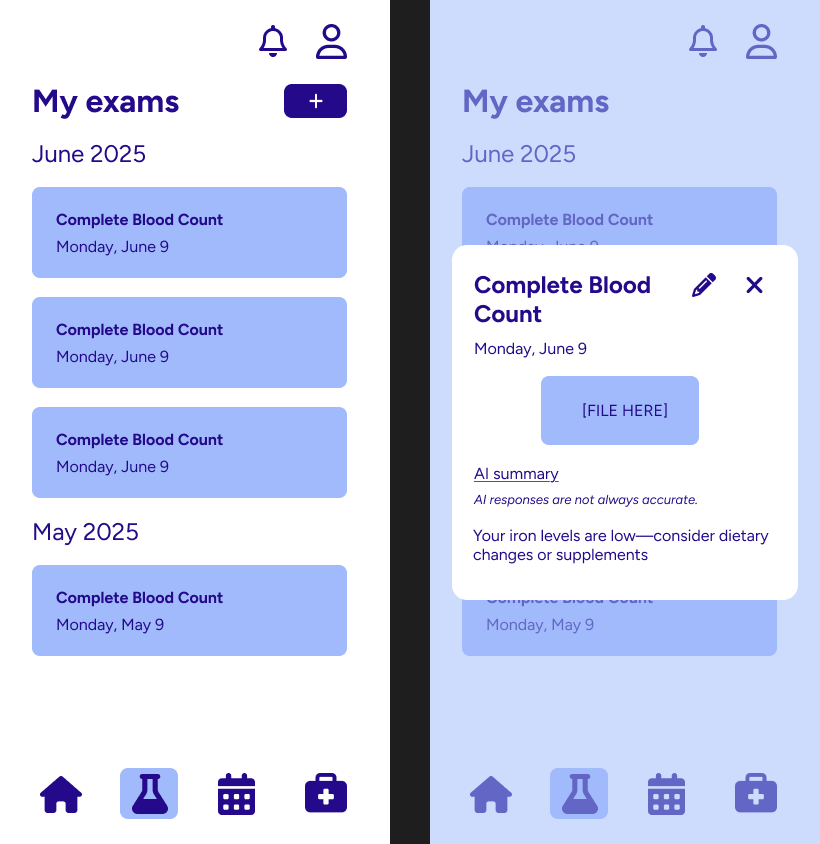 My exams
+
June 2025
Complete Blood Count
Monday, June 9
Complete Blood Count
Monday, June 9
Complete Blood Count
Monday, June 9
May 2025
Complete Blood Count
Monday, May 9
My exams
June 2025
Complete Blood Count
Monday, June 9
Complete Blood
Count
Monday, June 9
[FILE HERE]
AI summary
AI responses are not always accurate.
Your iron levels are low—consider dietary
changes or supplements
Complete Blood Count
Monday, May 9